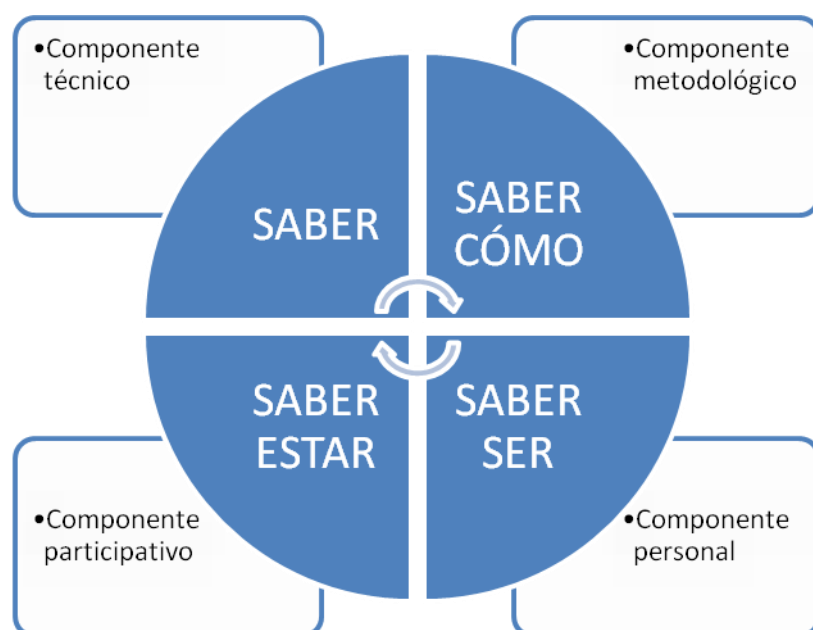 •Componente
técnico
•Componente
metodológico
SABER
SABER
CÓMO
SABER
ESTAR
SABER
SER
•Componente
participativo
•Componente
personal